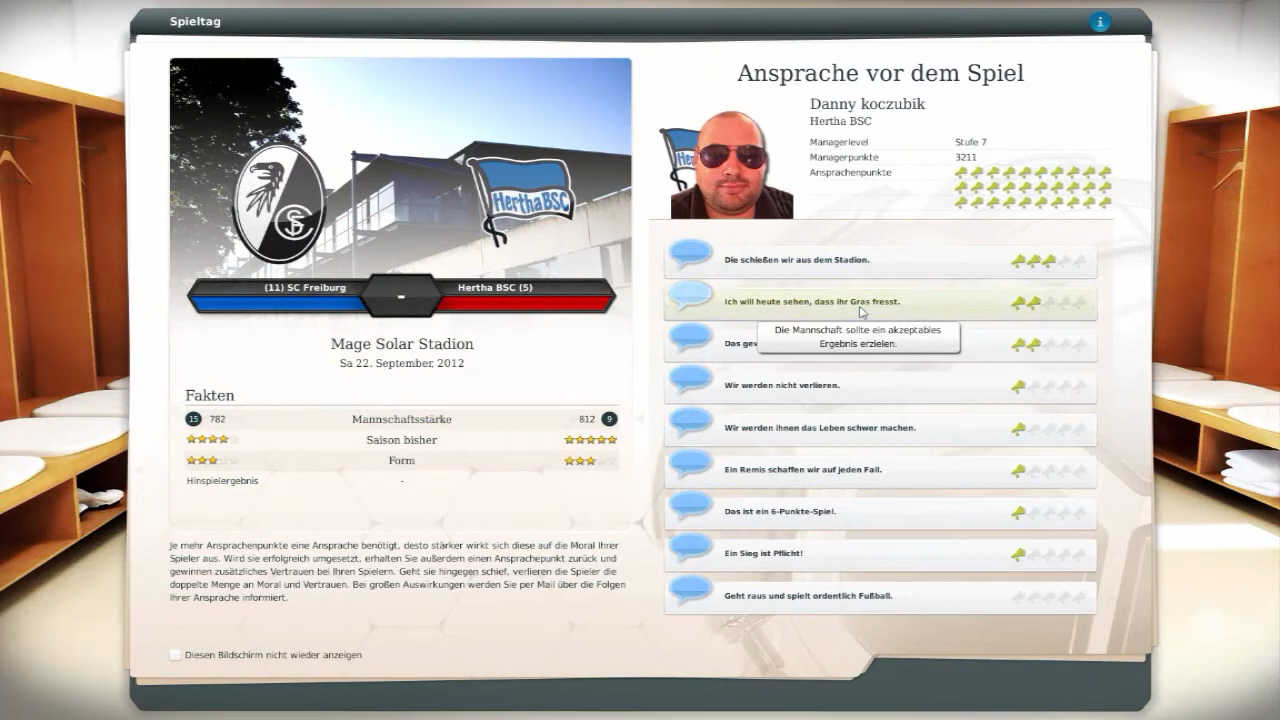 Spieltag
i
SC
Hertha BSC
(11) SC Freiburg
-
Hertha BSC (5)
Mage Solar Stadion
Sa 22. September, 2012
Fakten
15 782 Mannschaftsstärke 812 9
Saison bisher
Form
Hinspielergebnis -
Je mehr Ansprachenpunkte eine Ansprache benötigt, desto stärker wirkt sich diese auf die Moral Ihrer
Spieler aus. Wird sie erfolgreich umgesetzt, erhalten Sie außerdem einen Ansprachepunkt zurück und
gewinnen zusätzliches Vertrauen bei Ihren Spielern. Geht sie hingegen schief, verlieren die Spieler die
doppelte Menge an Moral und Vertrauen. Bei großen Auswirkungen werden Sie per Mail über die Folgen
Ihrer Ansprache informiert.
Diesen Bildschirm nicht wieder anzeigen
Ansprache vor dem Spiel
Danny koczubik
Hertha BSC
Managerlevel Stufe 7
Managerpunkte 3211
Ansprachenpunkte
Die schießen wir aus dem Stadion.
Ich will heute sehen, dass ihr Gras fresst.
Die Mannschaft sollte ein akzeptables
Ergebnis erzielen.
Das
Wir werden nicht verlieren.
Wir werden ihnen das Leben schwer machen.
Ein Remis schaffen wir auf jeden Fall.
Das ist ein 6-Punkte-Spiel.
Ein Sieg ist Pflicht!
Geht raus und spielt ordentlich Fußball.